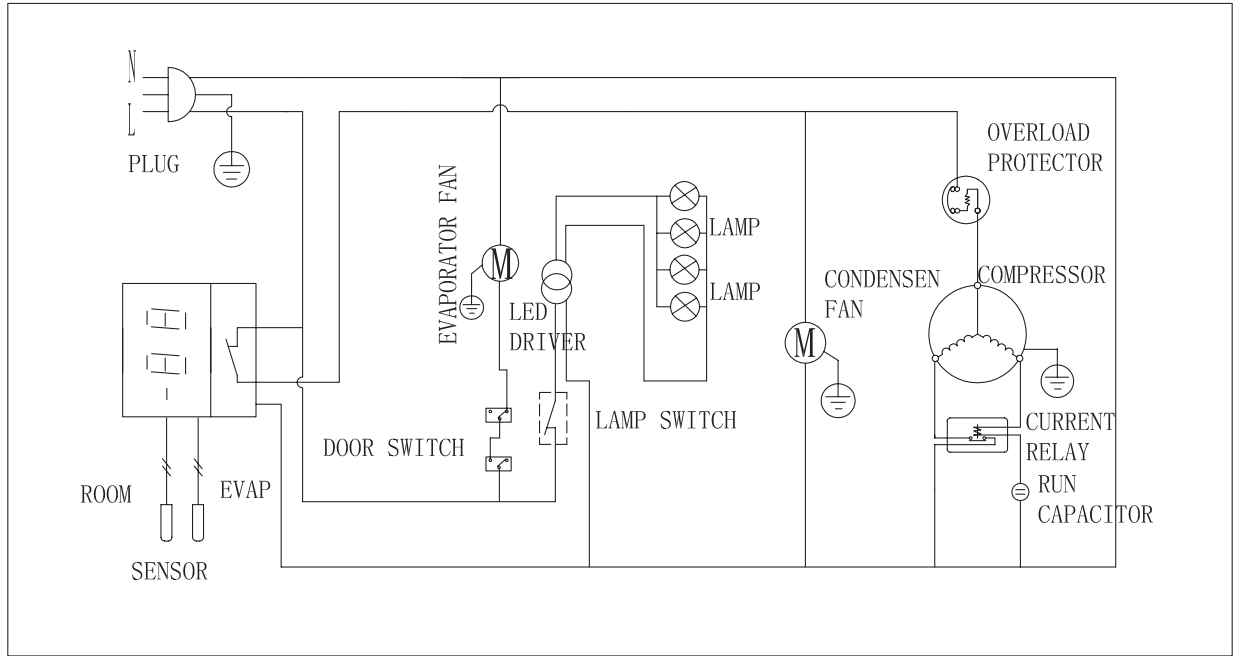 N
L
PLUG
OVERLOAD
PROTECTOR
EVAPORATOR FAN
M
LAMP
LAMP
CONDENSEN
FAN
COMPRESSOR
LED
DRIVER
M
DOOR SWITCH
LAMP SWITCH
CURRENT
RELAY
ROOM
EVAP
RUN
CAPACITOR
SENSOR